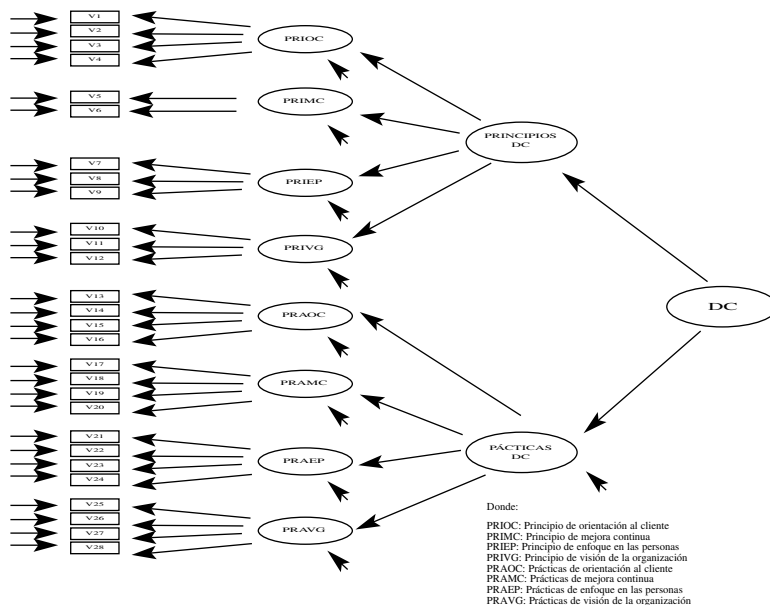 V1
V2
V3
V4
PRIOC
V5
V6
PRIMC
PRINCIPIOS
DC
V7
V8
V9
PRIEP
V10
V11
V12
PRIVG
DC
V13
V14
V15
V16
PRAOC
V17
V18
V19
V20
PRAMC
PÁCTICAS
DC
V21
V22
V23
V24
PRAEP
V25
V26
V27
V28
PRAVG
Donde:
PRIOC: Principio de orientación al cliente
PRIMC: Principio de mejora continua
PRIEP: Principio de enfoque en las personas
PRIVG: Principio de visión de la organización
PRAOC: Prácticas de orientación al cliente
PRAMC: Prácticas de mejora continua
PRAEP: Prácticas de enfoque en las personas
PRAVG: Prácticas de visión de la organización